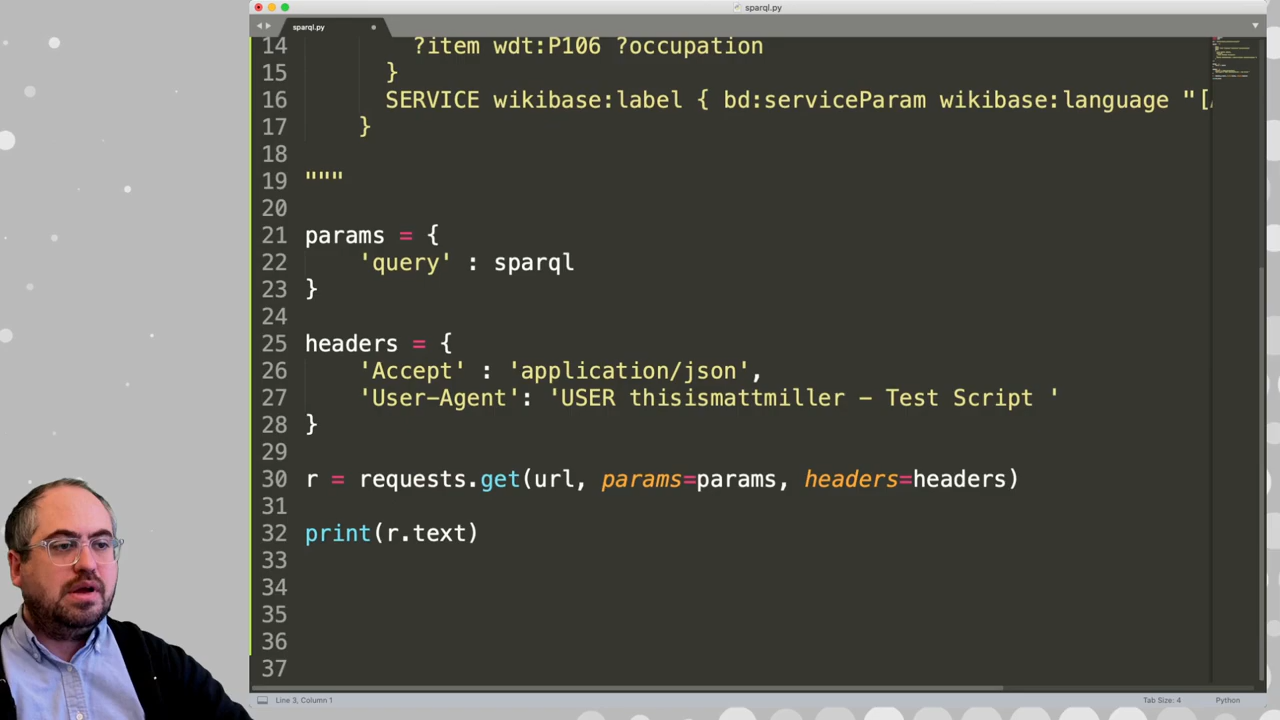 sparql.py
sparql.py
14 ?item wdt:P106 ?occupation
15 }
16 SERVICE wikibase:label { bd:serviceParam wikibase:language "[
17 }
18
19 """
20
21 params = {
22 'query' : sparql
23 }
24
25 headers = {
26 'Accept' : 'application/json',
27 'User-Agent': 'USER thisismattmiller - Test Script '
28 }
29
30 r = requests.get(url, params=params, headers=headers)
31
32 print(r.text)
33
34
35
36
37
Line 3, Column 1
Tab Size: 4
Python